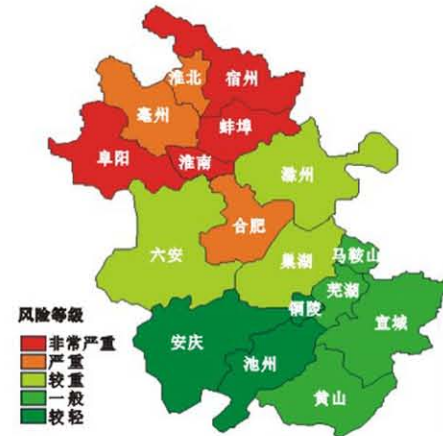 淮北
宿州
亳州
蚌埠
阜阳
淮南
滁州
合肥
六安
巢湖
马鞍山
芜湖
铜陵
宣城
安庆
池州
黄山
风险等级
非常严重
严重
较重
一般
较轻